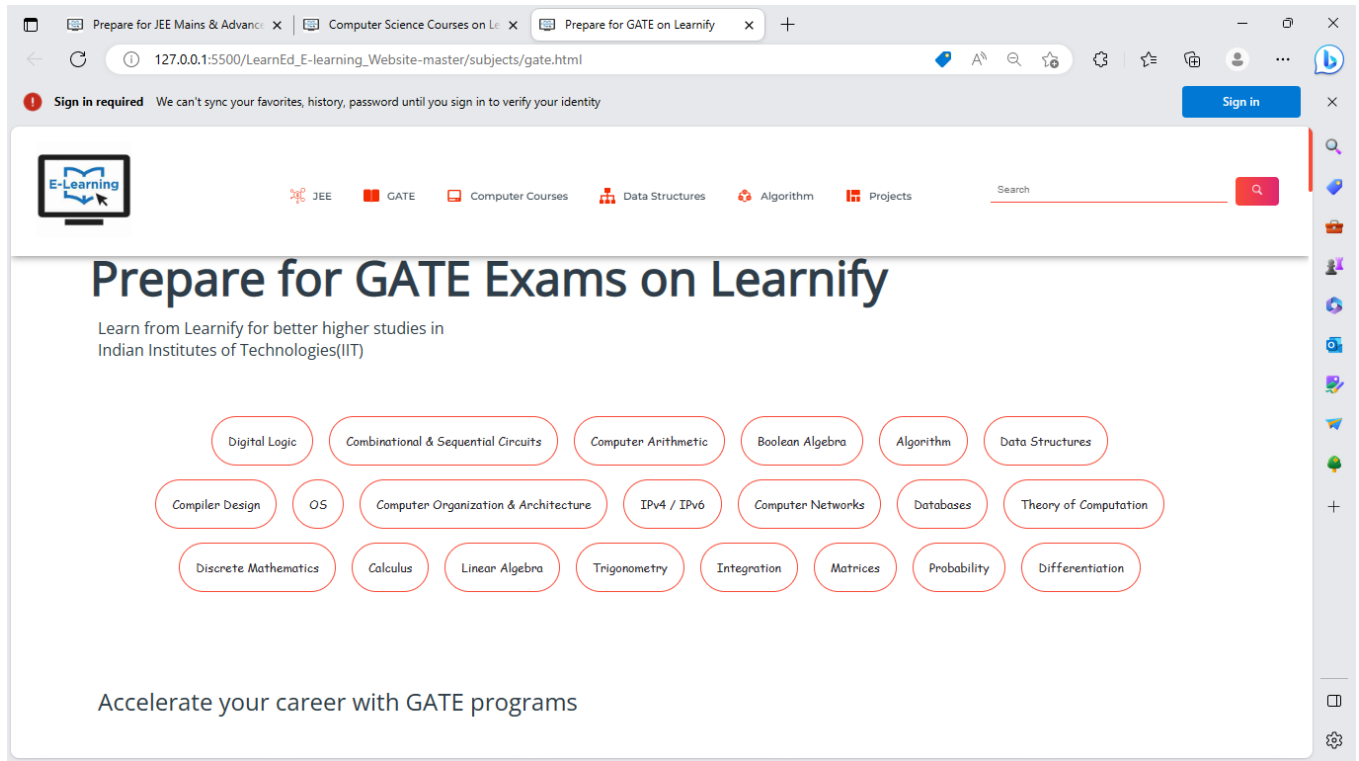 Prepare for JEE Mains & Advance
Computer Science Courses on Le
Prepare for GATE on Learnify
127.0.0.1:5500/LearnEd_E-learning_Website-master/subjects/gate.html
Sign in required We can't sync your favorites, history, password until you sign in to verify your identity
Sign in
E-Learning
JEE GATE Computer Courses Data Structures Algorithm Projects Search
Prepare for GATE Exams on Learnify
Learn from Learnify for better higher studies in
Indian Institutes of Technologies(IIT)
Digital Logic Combinational & Sequential Circuits Computer Arithmetic Boolean Algebra Algorithm Data Structures
Compiler Design OS Computer Organization & Architecture IPv4 / IPv6 Computer Networks Databases Theory of Computation
Discrete Mathematics Calculus Linear Algebra Trigonometry Integration Matrices Probability Differentiation
Accelerate your career with GATE programs